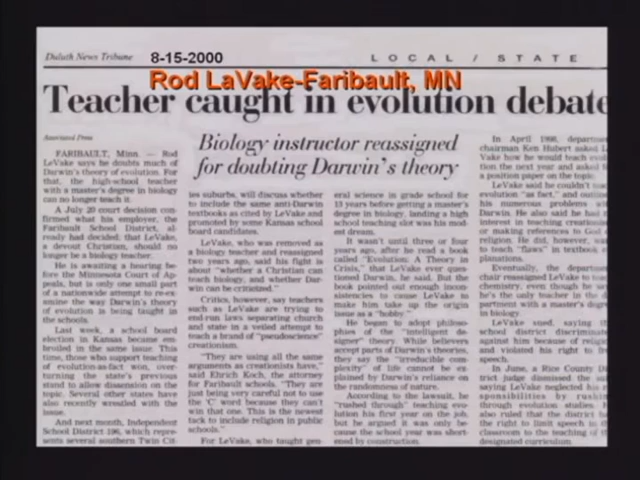 Duluth News Tribune 8-15-2000 LOCAL / STATE
Rod LaVake-Faribault, MN
Teacher caught in evolution debate
Associated Press
FARIBAULT, Minn. — Rod
LeVake says he doubts much of
Darwin's theory of evolution. For
that, the high-school teacher
with a master's degree in biology
can no longer teach it.
A July 20 court decision con-
firmed what his employer, the
Faribault School District, al-
ready had decided: that LeVake,
a devout Christian, should no
longer be a biology teacher.
He is awaiting a hearing be-
fore the Minnesota Court of Ap-
peals, but is only one small part
of a nationwide attempt to re-ex-
amine the way Darwin's theory
of evolution is being taught in
the schools.
Last week, a school board
election in Kansas became em-
broiled in the same issue. This
time, those who support teaching
of evolution-as-fact won, over-
turning the state's previous
stand to allow dissension on the
topic. Several other states have
also recently wrestled with the
issue.
And next month, Independent
School District 196, which repre-
sents several southern Twin Cit-
Biology instructor reassigned
for doubting Darwin's theory
ies suburbs, will discuss whether
to include the same anti-Darwin
textbooks as cited by LeVake and
promoted by some Kansas school
board candidates.
LeVake, who was removed as
a biology teacher and reassigned
two years ago, said his fight is
about "whether a Christian can
teach biology, and whether Dar-
win can be criticized."
Critics, however, say teachers
such as LeVake are trying to
end-run laws separating church
and state in a veiled attempt to
teach a brand of "pseudoscience"
creationism.
"They are using all the same
arguments as creationists have,"
said Ehrich Koch, the attorney
for Faribault schools. "They are
just being very careful not to use
the 'C' word because they can't
win that one. This is the newest
tack to include religion in public
schools."
For LeVake, who taught gen-
eral science in grade school for
13 years before getting a master's
degree in biology, landing a high
school teaching slot was his mod-
est dream.
It wasn't until three or four
years ago, after he read a book
called "Evolution: A Theory in
Crisis," that LeVake ever ques-
tioned Darwin, he said. But the
book pointed out enough incon-
sistencies to cause LeVake to
make him take up the origin
issue as a "hobby."
He began to adopt philoso-
phies of the "intelligent de-
signer" theory. While believers
accept parts of Darwin's theories,
they say the "irreducible com-
plexity" of life cannot be ex-
plained by Darwin's reliance on
the randomness of nature.
According to the lawsuit, he
"rushed through" teaching evo-
lution his first year on the job,
but he argued it was only be-
cause the school year was short-
ened by construction.
In April 1998, departmen
chairman Ken Hubert asked L
Vake how he would teach evol
tion the next year and asked f
a position paper on the topic.
LeVake said he couldn't tea
evolution "as fact," and outlin
his numerous problems w
Darwin. He also said he had n
interest in teaching creationis
or making references to God o
religion. He did, however, wa
to teach "flaws" in textbook e
planations.
Eventually, the departme
chair reassigned LeVake to tea
chemistry, even though he sa
he's the only teacher in the d
partment with a master's degr
in biology.
LeVake sued, saying th
school district discriminate
against him because of religio
and violated his right to fre
speech.
In June, a Rice County Di
trict judge dismissed the sui
saying LeVake neglected his r
sponsibilities by rushin
through evolution studies. H
also ruled that the district ha
the right to limit speech in th
classroom to the teaching of th
designated curriculum.